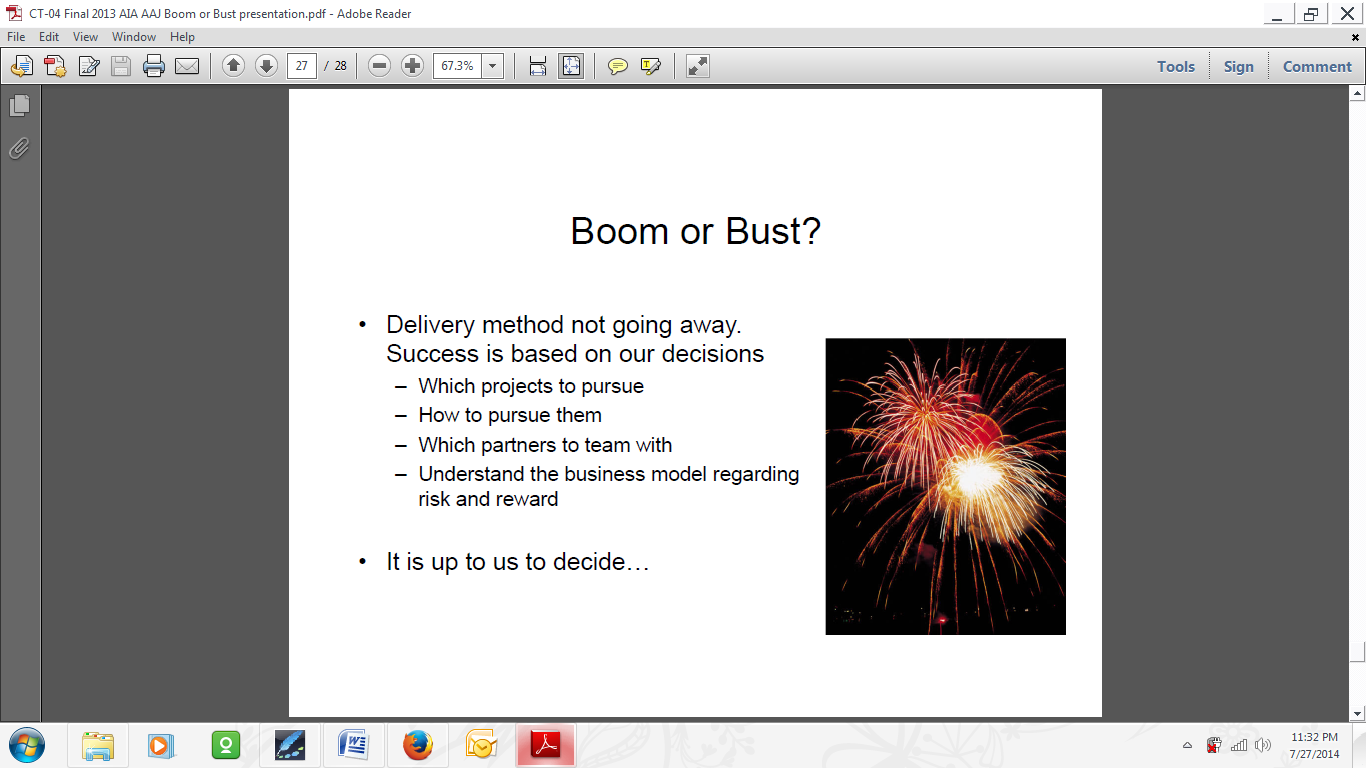 CT-04 Final 2013 AIA AAJ Boom or Bust presentation.pdf - Adobe Reader
File Edit View Window Help
27 / 28 67.3% Tools Sign Comment
Boom or Bust?
• Delivery method not going away.
Success is based on our decisions
– Which projects to pursue
– How to pursue them
– Which partners to team with
– Understand the business model regarding
risk and reward
• It is up to us to decide…
11:32 PM
7/27/2014